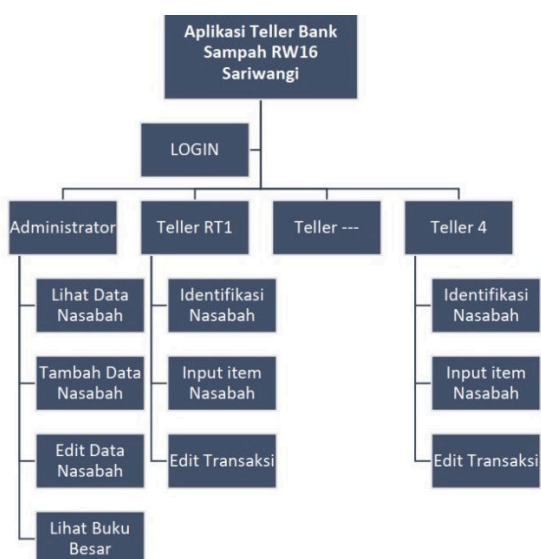 Aplikasi Teller Bank
Sampah RW16
Sariwangi
LOGIN
Administrator
Teller RT1
Teller ---
Teller 4
Lihat Data
Nasabah
Tambah Data
Nasabah
Edit Data
Nasabah
Lihat Buku
Besar
Identifikasi
Nasabah
Input item
Nasabah
Edit Transaksi
Identifikasi
Nasabah
Input item
Nasabah
Edit Transaksi